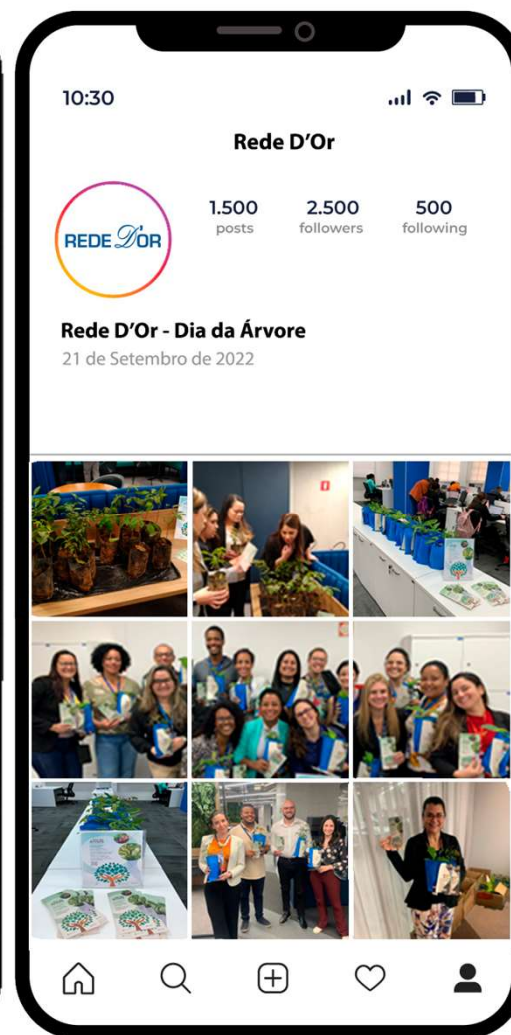 10:30
Rede D'Or
REDE D'OR
1.500
posts
2.500
followers
500
following
Rede D'Or - Dia da Árvore
21 de Setembro de 2022